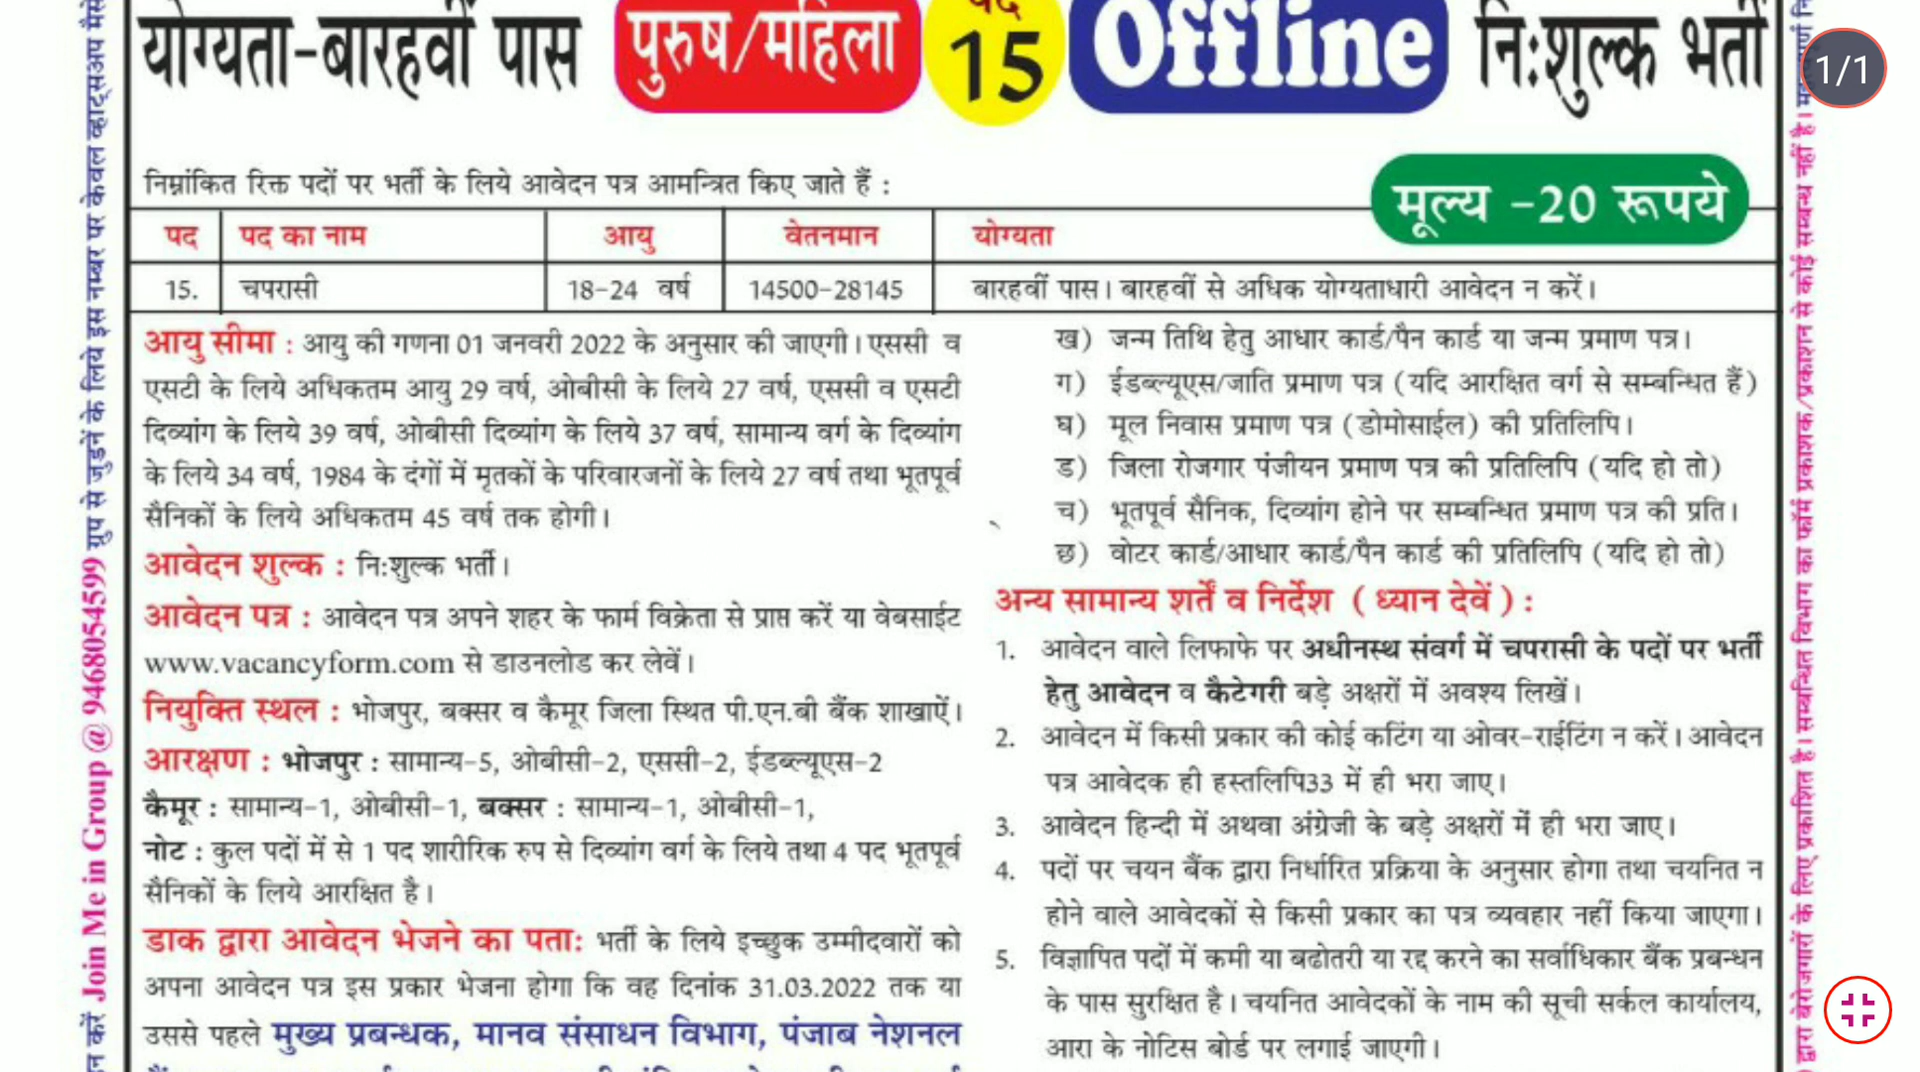 योग्यता-बारहवीं पास पुरुष/महिला पद 15 Offline नि:शुल्क भर्ती
1/1
निम्नांकित रिक्त पदों पर भर्ती के लिये आवेदन पत्र आमन्त्रित किए जाते हैं :
मूल्य -20 रूपये
पद पद का नाम आयु वेतनमान योग्यता
15. चपरासी 18-24 वर्ष 14500-28145 बारहवीं पास। बारहवीं से अधिक योग्यताधारी आवेदन न करें।
आयु सीमा : आयु की गणना 01 जनवरी 2022 के अनुसार की जाएगी। एससी व
एसटी के लिये अधिकतम आयु 29 वर्ष, ओबीसी के लिये 27 वर्ष, एससी व एसटी
दिव्यांग के लिये 39 वर्ष, ओबीसी दिव्यांग के लिये 37 वर्ष, सामान्य वर्ग के दिव्यांग
के लिये 34 वर्ष, 1984 के दंगों में मृतकों के परिवारजनों के लिये 27 वर्ष तथा भूतपूर्व
सैनिकों के लिये अधिकतम 45 वर्ष तक होगी।
आवेदन शुल्क : नि:शुल्क भर्ती।
आवेदन पत्र : आवेदन पत्र अपने शहर के फार्म विक्रेता से प्राप्त करें या वेबसाईट
www.vacancyform.com से डाउनलोड कर लेवें।
नियुक्ति स्थल : भोजपुर, बक्सर व कैमूर जिला स्थित पी.एन.बी बैंक शाखाऐं।
आरक्षण : भोजपुर : सामान्य-5, ओबीसी-2, एससी-2, ईडब्ल्यूएस-2
कैमूर : सामान्य-1, ओबीसी-1, बक्सर : सामान्य-1, ओबीसी-1,
नोट : कुल पदों में से 1 पद शारीरिक रुप से दिव्यांग वर्ग के लिये तथा 4 पद भूतपूर्व
सैनिकों के लिये आरक्षित है।
डाक द्वारा आवेदन भेजने का पता: भर्ती के लिये इच्छुक उम्मीदवारों को
अपना आवेदन पत्र इस प्रकार भेजना होगा कि वह दिनांक 31.03.2022 तक या
उससे पहले मुख्य प्रबन्धक, मानव संसाधन विभाग, पंजाब नेशनल
ख) जन्म तिथि हेतु आधार कार्ड/पैन कार्ड या जन्म प्रमाण पत्र।
ग) ईडब्ल्यूएस/जाति प्रमाण पत्र (यदि आरक्षित वर्ग से सम्बन्धित हैं)
घ) मूल निवास प्रमाण पत्र (डोमोसाईल) की प्रतिलिपि।
ड) जिला रोजगार पंजीयन प्रमाण पत्र की प्रतिलिपि (यदि हो तो)
च) भूतपूर्व सैनिक, दिव्यांग होने पर सम्बन्धित प्रमाण पत्र की प्रति।
छ) वोटर कार्ड/आधार कार्ड/पैन कार्ड की प्रतिलिपि (यदि हो तो)
अन्य सामान्य शर्तें व निर्देश ( ध्यान देवें ) :
1. आवेदन वाले लिफाफे पर अधीनस्थ संवर्ग में चपरासी के पदों पर भर्ती
हेतु आवेदन व कैटेगरी बड़े अक्षरों में अवश्य लिखें।
2. आवेदन में किसी प्रकार की कोई कटिंग या ओवर-राईटिंग न करें। आवेदन
पत्र आवेदक ही हस्तलिपि33 में ही भरा जाए।
3. आवेदन हिन्दी में अथवा अंग्रेजी के बड़े अक्षरों में ही भरा जाए।
4. पदों पर चयन बैंक द्वारा निर्धारित प्रक्रिया के अनुसार होगा तथा चयनित न
होने वाले आवेदकों से किसी प्रकार का पत्र व्यवहार नहीं किया जाएगा।
5. विज्ञापित पदों में कमी या बढोतरी या रद्द करने का सर्वाधिकार बैंक प्रबन्धन
के पास सुरक्षित है। चयनित आवेदकों के नाम की सूची सर्कल कार्यालय,
आरा के नोटिस बोर्ड पर लगाई जाएगी।
करें Join Me in Group @ 9468054599 ग्रुप से जुडनें के लिये इस नम्बर पर केवल व्हाट्सअप
द्वारा बेरोजगारों के लिए प्रकाशित है। सम्बन्धित विभाग का फॉर्म प्रकाशक/प्रकाशन से कोई सम्बन्ध नहीं है।